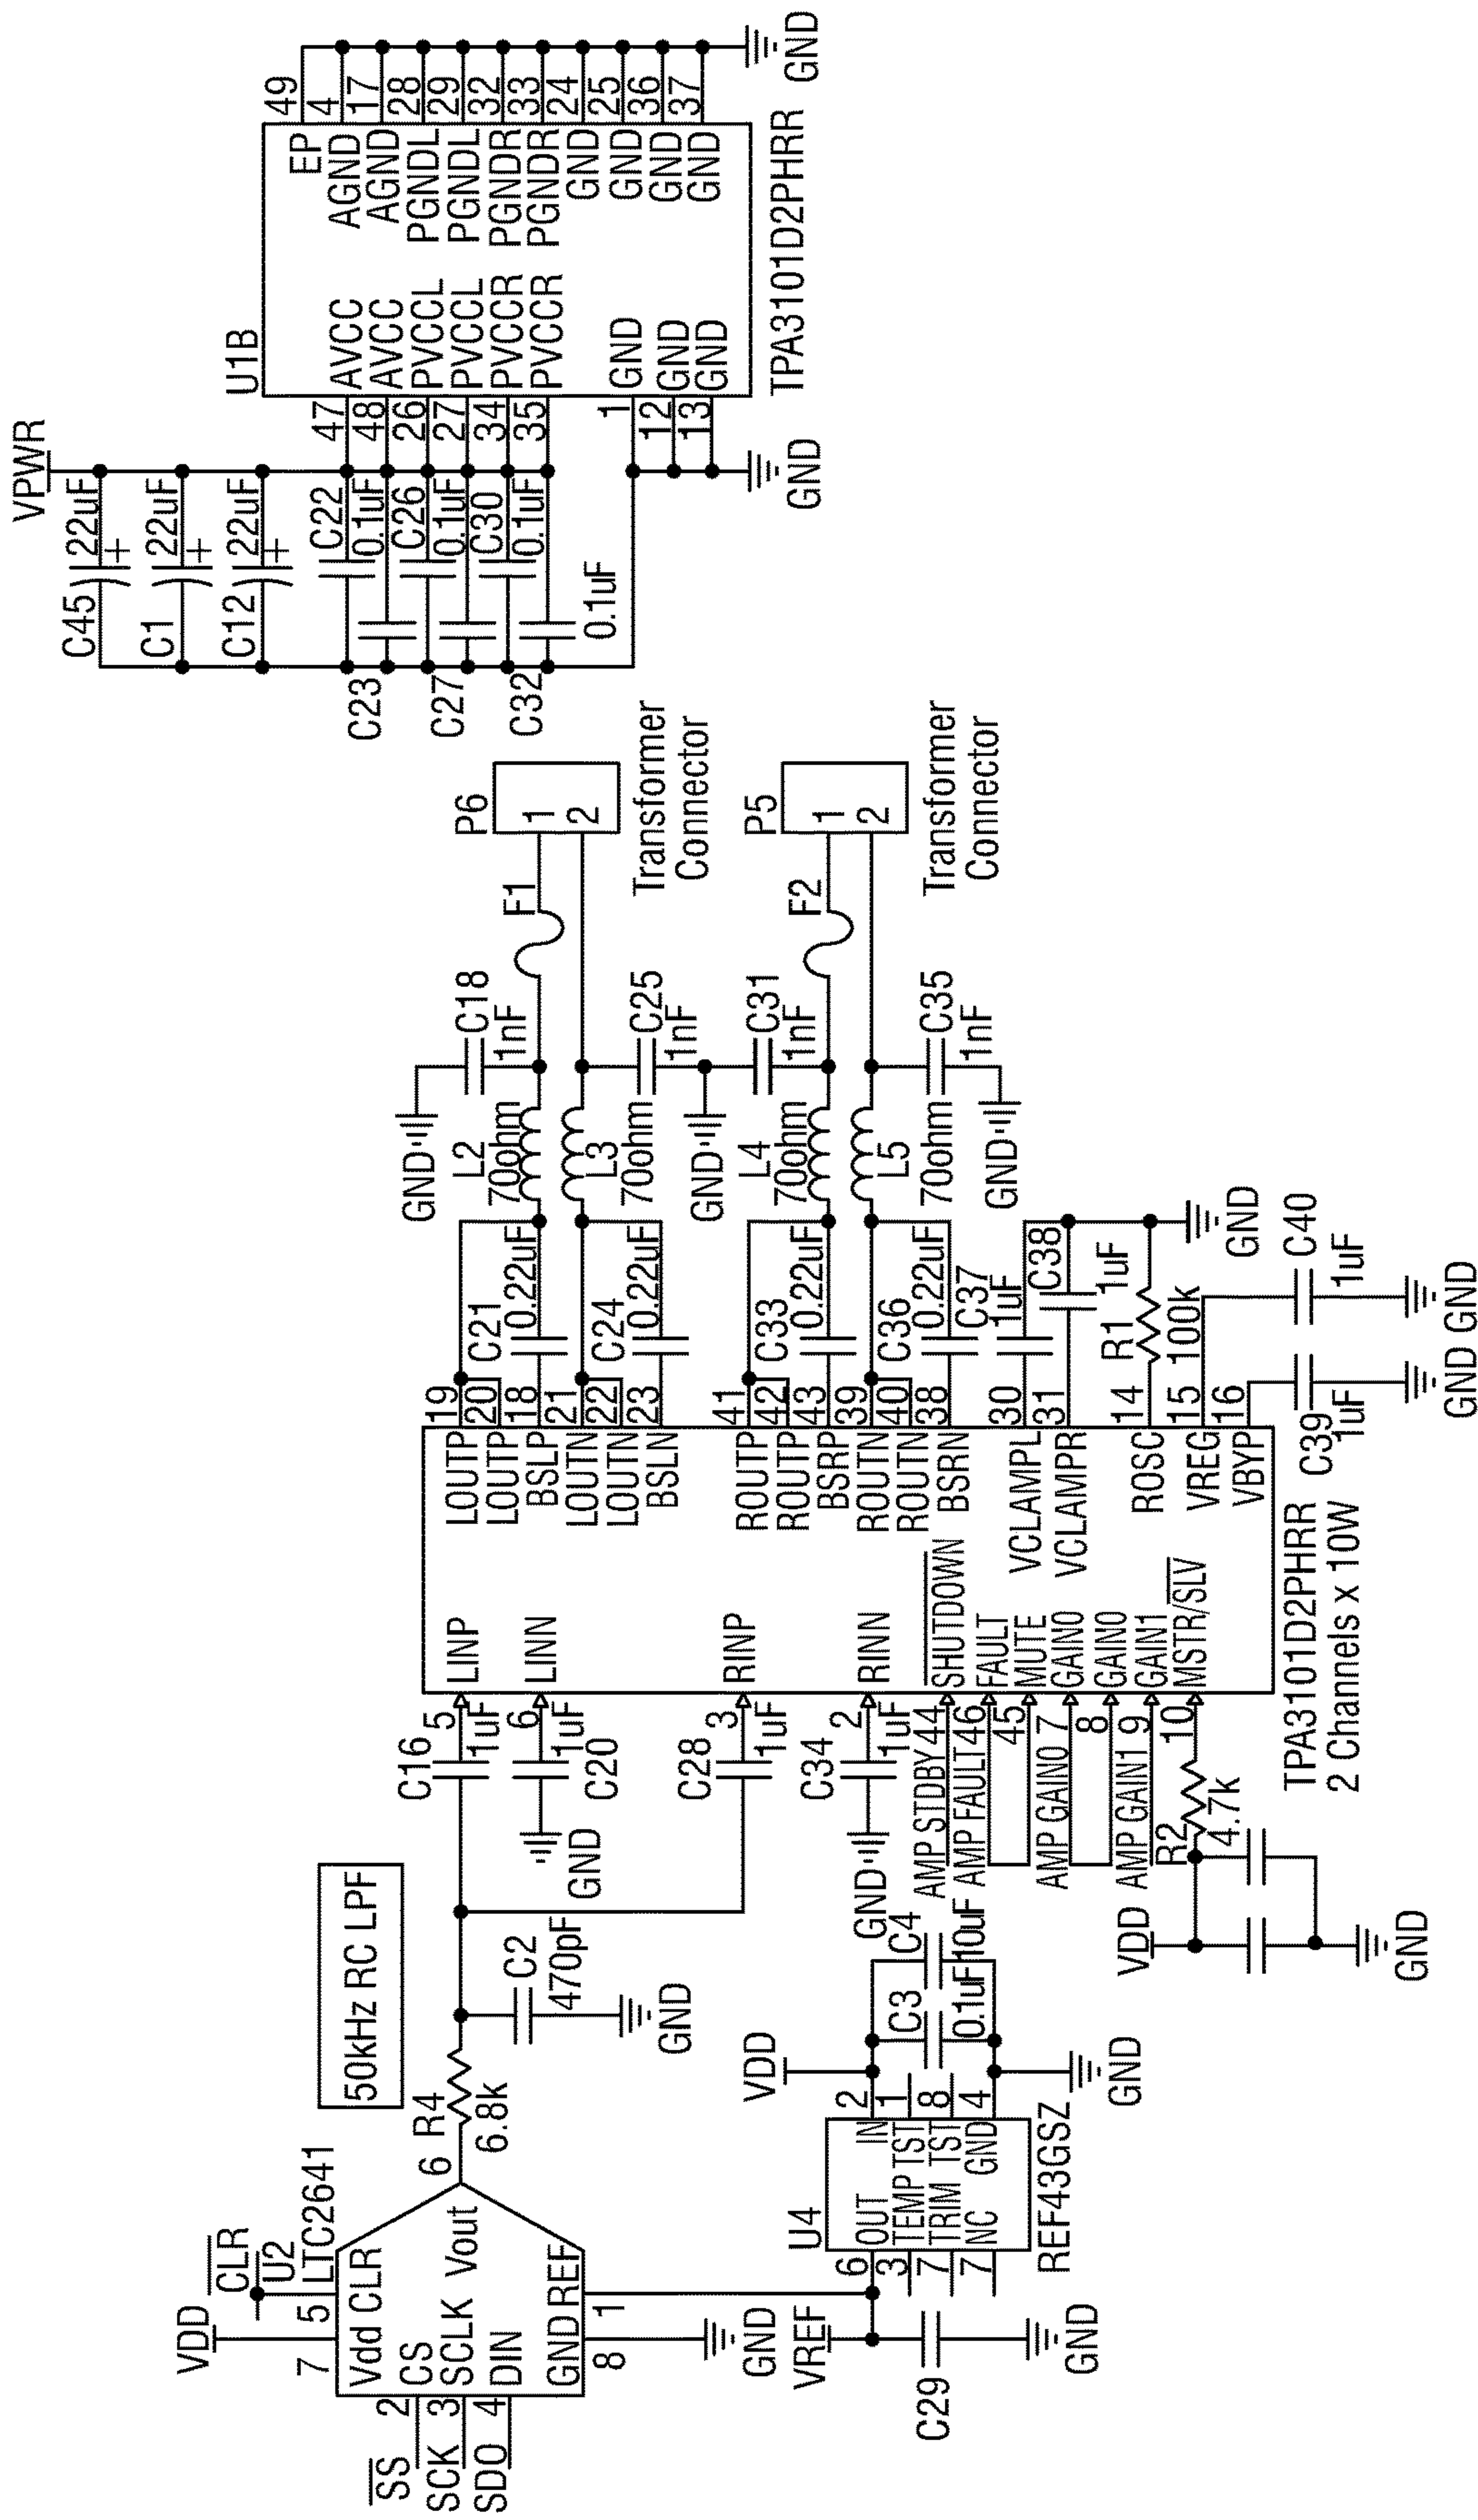 VDD
CLR
U2
LTC2641
7
5
Vdd
CLR
SS
2
CS
SCK
3
SCLK
Vout
6
SDO
4
DIN
GND
REF
8
1
GND
R4
6.8k
50kHz RC LPF
C2
470pF
GND
VREF
C29
GND
U4
6
OUT
IN
2
3
TEMP
TST
1
7
TRIM
TST
8
7
NC
GND
4
REF43GSZ
VDD
C3
0.1uF
C4
10uF
GND
C16
1uF
5
LINP
C20
1uF
6
LINN
GND
C28
1uF
3
RINP
C34
1uF
2
RINN
GND
AMP STDBY
44
SHUTDOWN
AMP FAULT
46
FAULT
45
MUTE
AMP GAIN0
7
GAIN0
8
GAIN0
AMP GAIN1
9
GAIN1
10
MSTR/SLV
R2
4.7k
VDD
GND
TPA3101D2PHRR
2 Channels x 10W
LOUTP
19
LOUTP
20
BSLP
18
LOUTN
21
LOUTN
22
BSLN
23
ROUTP
41
ROUTP
42
BSRP
43
ROUTN
39
ROUTN
40
BSRN
38
VCLAMPL
30
VCLAMPR
31
ROSC
14
VREG
15
VBYP
16
C21
0.22uF
C24
0.22uF
C33
0.22uF
C36
0.22uF
C37
1uF
C38
1uF
R1
100k
GND
C39
1uF
GND
C40
1uF
GND
GND
L2
70ohm
L3
70ohm
GND
L4
70ohm
L5
70ohm
GND
C18
1nF
C25
1nF
C31
1nF
C35
1nF
F1
F2
P6
1
2
Transformer
Connector
P5
1
2
Transformer
Connector
VPWR
C45
22uF
+
C1
22uF
+
C12
22uF
+
C22
0.1uF
C23
C26
0.1uF
C27
C30
0.1uF
C32
0.1uF
U1B
47
AVCC
48
AVCC
26
PVCCL
27
PVCCL
34
PVCCR
35
PVCCR
1
GND
12
GND
13
GND
GND
EP
49
AGND
4
AGND
17
PGNDL
28
PGNDL
29
PGNDR
32
PGNDR
33
GND
24
GND
25
GND
36
GND
37
GND
TPA3101D2PHRR